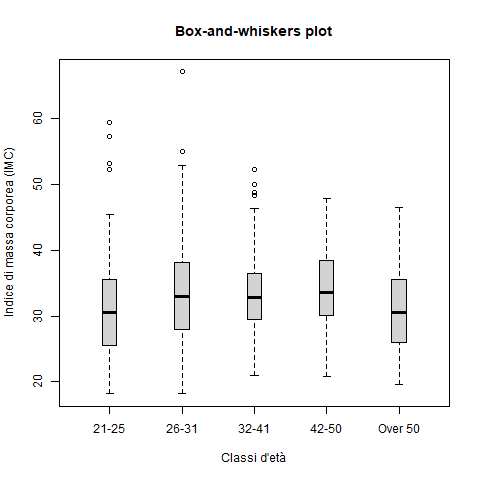 Box-and-whiskers plot
Indice di massa corporea (IMC)
60
50
40
30
20
21-25 26-31 32-41 42-50 Over 50
Classi d'età